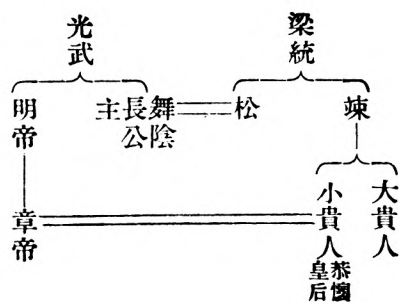 梁統
光武
竦
松
舞陰
長公
主
明帝
大貴人
小貴人
恭懷
皇后
章帝